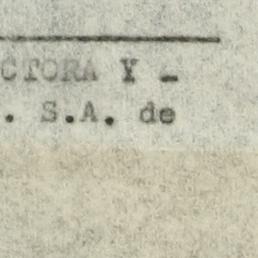 CTORA Y -
. S.A. de